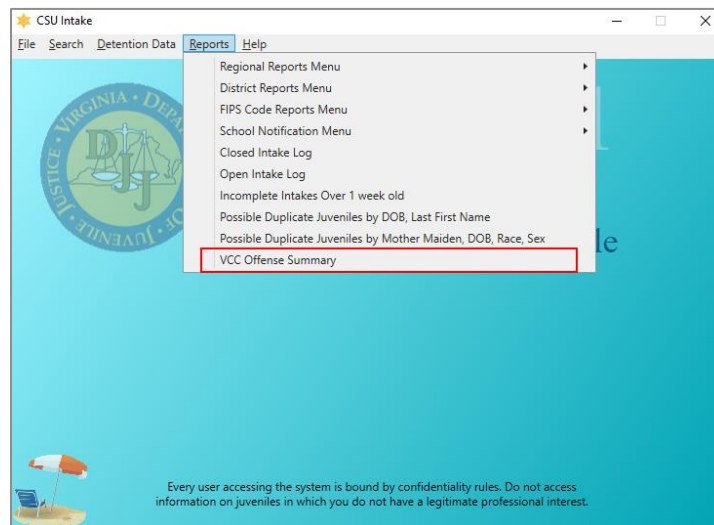 CSU Intake
File Search Detention Data Reports Help
Regional Reports Menu
District Reports Menu
FIPS Code Reports Menu
School Notification Menu
Closed Intake Log
Open Intake Log
Incomplete Intakes Over 1 week old
Possible Duplicate Juveniles by DOB, Last First Name
Possible Duplicate Juveniles by Mother Maiden, DOB, Race, Sex
VCC Offense Summary
le
DJJ
Every user accessing the system is bound by confidentiality rules. Do not access
information on juveniles in which you do not have a legitimate professional interest.